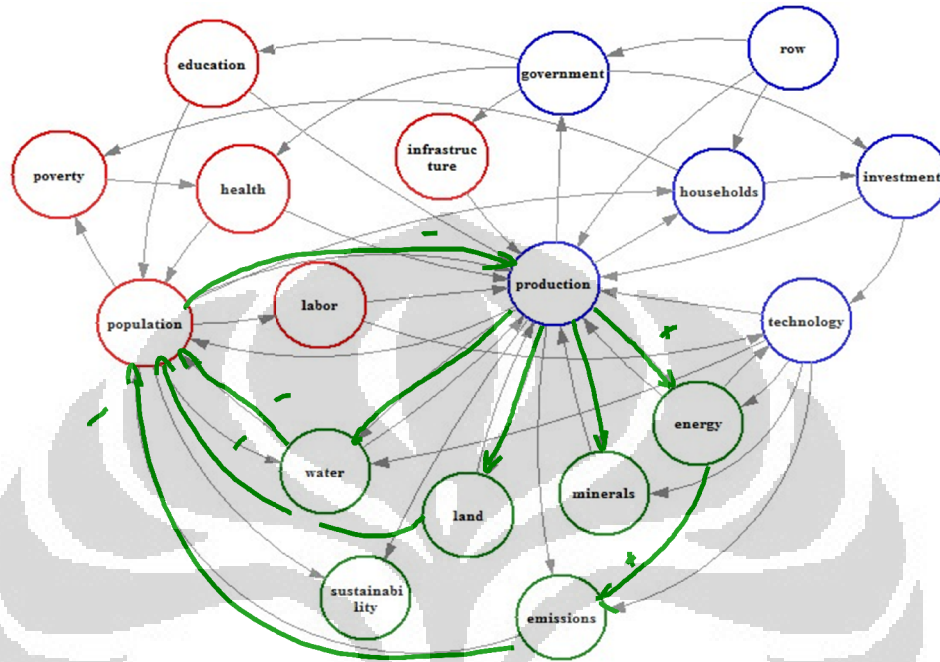 row
education
government
infrastruc
ture
poverty
health
households
investment
production
labor
population
technology
energy
water
minerals
land
sustainabi
lity
emissions
-
+
-
-
-
+